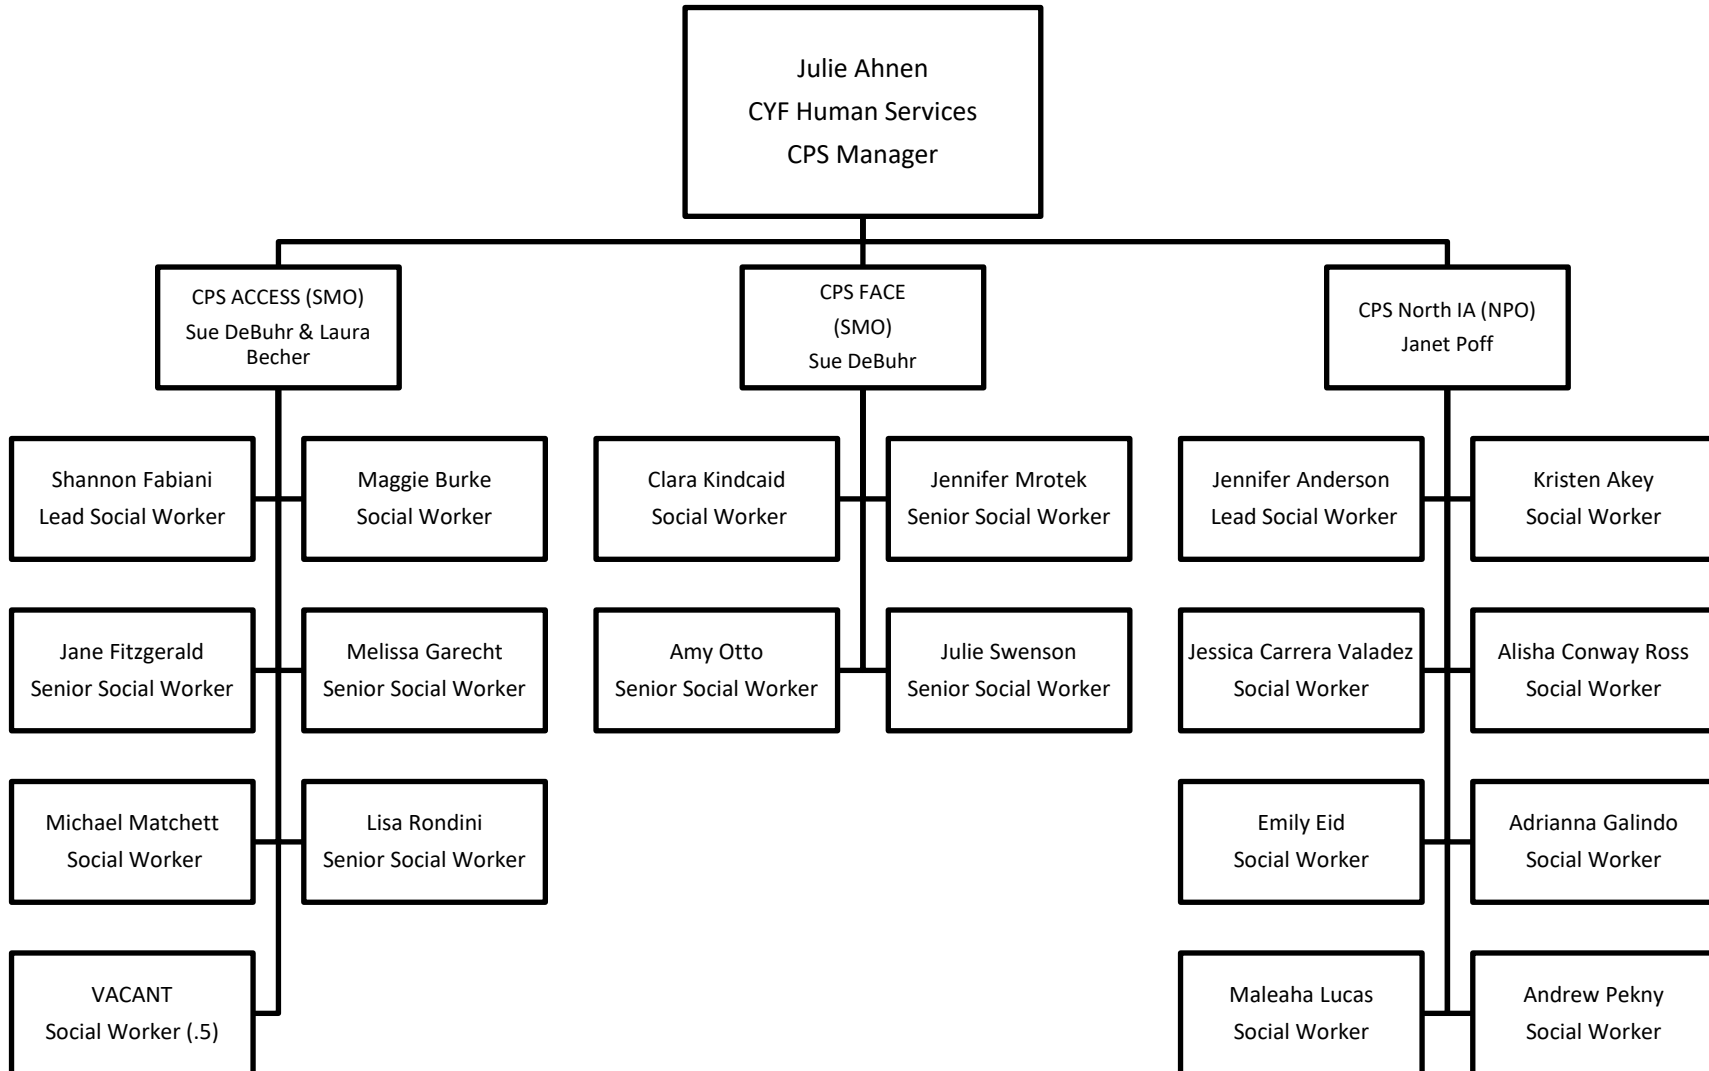 Julie Ahnen
CYF Human Services
CPS Manager
CPS ACCESS (SMO)
Sue DeBuhr & Laura
Becher
CPS FACE
(SMO)
Sue DeBuhr
CPS North IA (NPO)
Janet Poff
Shannon Fabiani
Lead Social Worker
Maggie Burke
Social Worker
Clara Kindcaid
Social Worker
Jennifer Mrotek
Senior Social Worker
Jennifer Anderson
Lead Social Worker
Kristen Akey
Social Worker
Jane Fitzgerald
Senior Social Worker
Melissa Garecht
Senior Social Worker
Amy Otto
Senior Social Worker
Julie Swenson
Senior Social Worker
Jessica Carrera Valadez
Social Worker
Alisha Conway Ross
Social Worker
Michael Matchett
Social Worker
Lisa Rondini
Senior Social Worker
Emily Eid
Social Worker
Adrianna Galindo
Social Worker
VACANT
Social Worker (.5)
Maleaha Lucas
Social Worker
Andrew Pekny
Social Worker